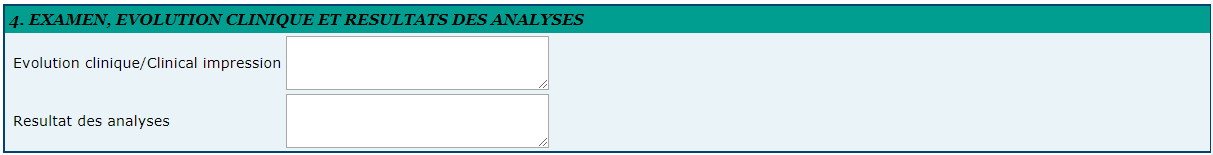 4. EXAMEN, EVOLUTION CLINIQUE ET RESULTATS DES ANALYSES
Evolution clinique/Clinical impression
Resultat des analyses